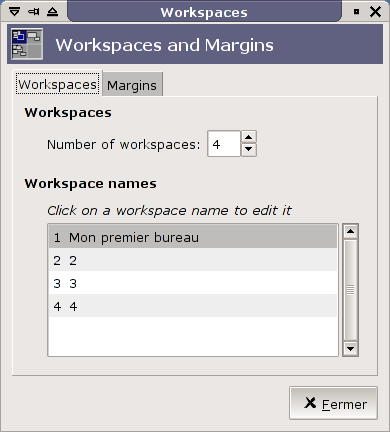 Workspaces
Workspaces and Margins
Workspaces Margins
Workspaces
Number of workspaces: 4
Workspace names
Click on a workspace name to edit it
1 Mon premier bureau
2 2
3 3
4 4
Fermer